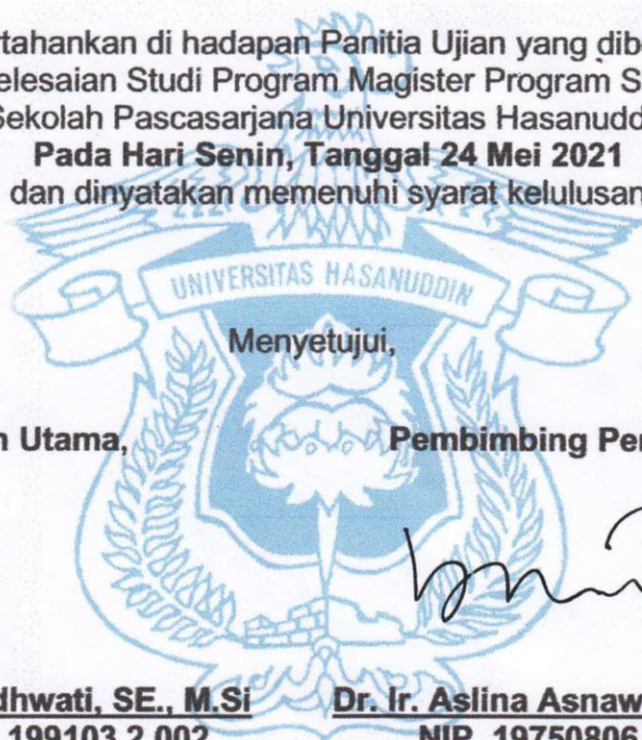 rtahankan di hadapan Panitia Ujian yang dib
elesaian Studi Program Magister Program S
Sekolah Pascasarjana Universitas Hasanudd
Pada Hari Senin, Tanggal 24 Mei 2021
dan dinyatakan memenuhi syarat kelulusan
UNIVERSITAS HASANUDDIN
Menyetujui,
n Utama, Pembimbing Per
dhwati, SE., M.Si Dr. Ir. Aslina Asnaw
199103 2 002 NIP. 19750806